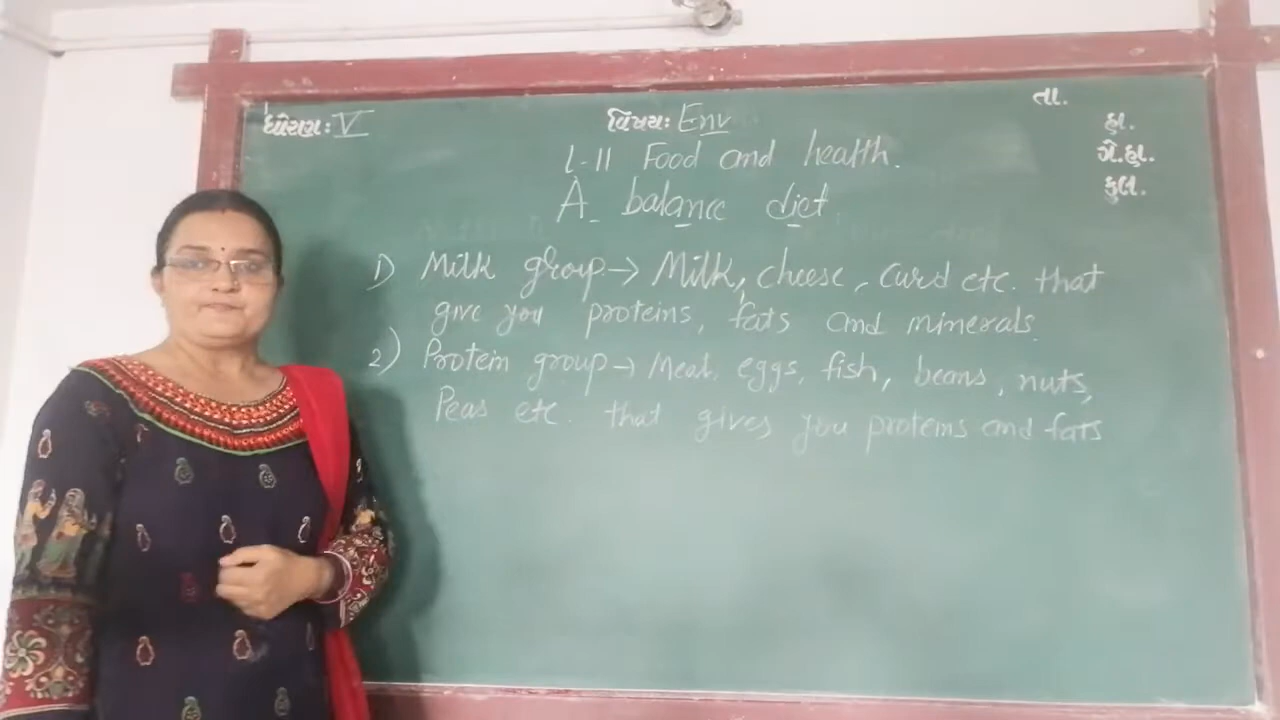 ધોરણ: V
વિષય: Env
તા.
હા.
ગે.હા.
કુલ.
L-11 Food and health.
A balance diet
1) Milk group→ Milk, cheese, curd etc. that
give you proteins, fats and minerals.
2) Protein group→ Meat, eggs, fish, beans, nuts,
Peas etc. that gives you proteins and fats